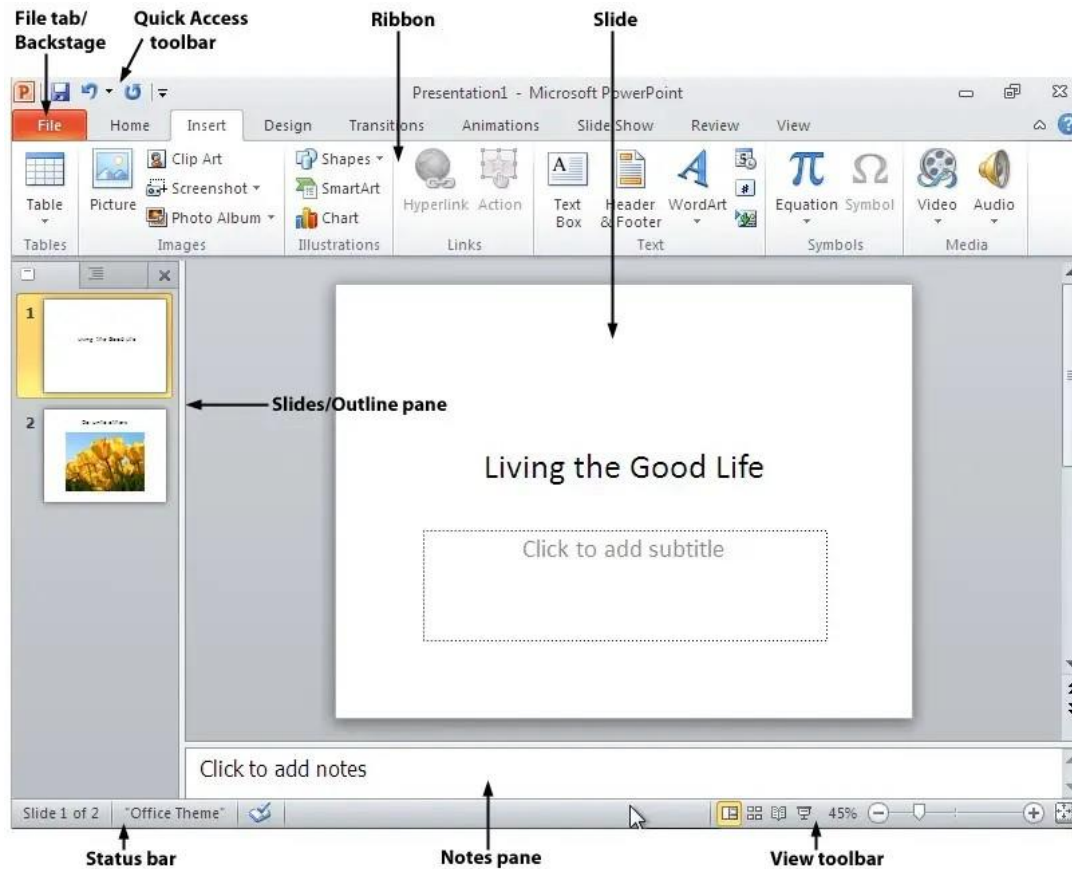 File tab/ Quick Access Ribbon Slide
Backstage toolbar
Presentation1 - Microsoft PowerPoint
File Home Insert Design Transitions Animations Slide Show Review View
Clip Art Shapes
Screenshot SmartArt
Photo Album Chart
Table Picture Hyperlink Action Text Box Header & Footer WordArt Equation Symbol Video Audio
Tables Images Illustrations Links Text Symbols Media
1
Living the Good Life
2
Slides/Outline pane
Living the Good Life
Click to add subtitle
Click to add notes
Slide 1 of 2 "Office Theme" 45%
Status bar Notes pane View toolbar